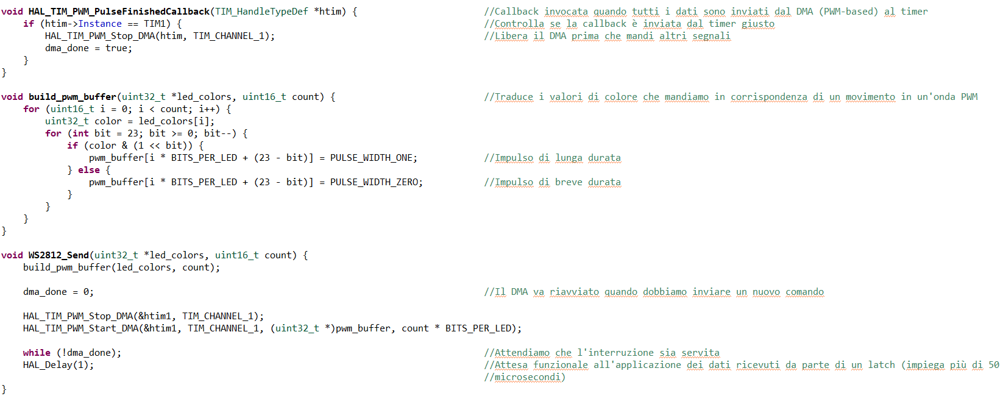 void HAL_TIM_PWM_PulseFinishedCallback(TIM_HandleTypeDef *htim) { //Callback invocata quando tutti i dati sono inviati dal DMA (PWM-based) al timer
    if (htim->Instance == TIM1) { //Controlla se la callback è inviata dal timer giusto
        HAL_TIM_PWM_Stop_DMA(htim, TIM_CHANNEL_1); //Libera il DMA prima che mandi altri segnali
        dma_done = true;
    }
}
void build_pwm_buffer(uint32_t *led_colors, uint16_t count) { //Traduce i valori di colore che mandiamo in corrispondenza di un movimento in un'onda PWM
    for (uint16_t i = 0; i < count; i++) {
        uint32_t color = led_colors[i];
        for (int bit = 23; bit >= 0; bit--) {
            if (color & (1 << bit)) {
                pwm_buffer[i * BITS_PER_LED + (23 - bit)] = PULSE_WIDTH_ONE; //Impulso di lunga durata
            } else {
                pwm_buffer[i * BITS_PER_LED + (23 - bit)] = PULSE_WIDTH_ZERO; //Impulso di breve durata
            }
        }
    }
}
void WS2812_Send(uint32_t *led_colors, uint16_t count) {
    build_pwm_buffer(led_colors, count);
    dma_done = 0; //Il DMA va riavviato quando dobbiamo inviare un nuovo comando
    HAL_TIM_PWM_Stop_DMA(&htim1, TIM_CHANNEL_1);
    HAL_TIM_PWM_Start_DMA(&htim1, TIM_CHANNEL_1, (uint32_t *)pwm_buffer, count * BITS_PER_LED);
    while (!dma_done); //Attendiamo che l'interruzione sia servita
    HAL_Delay(1); //Attesa funzionale all'applicazione dei dati ricevuti da parte di un latch (impiega più di 50
//microsecondi)
}